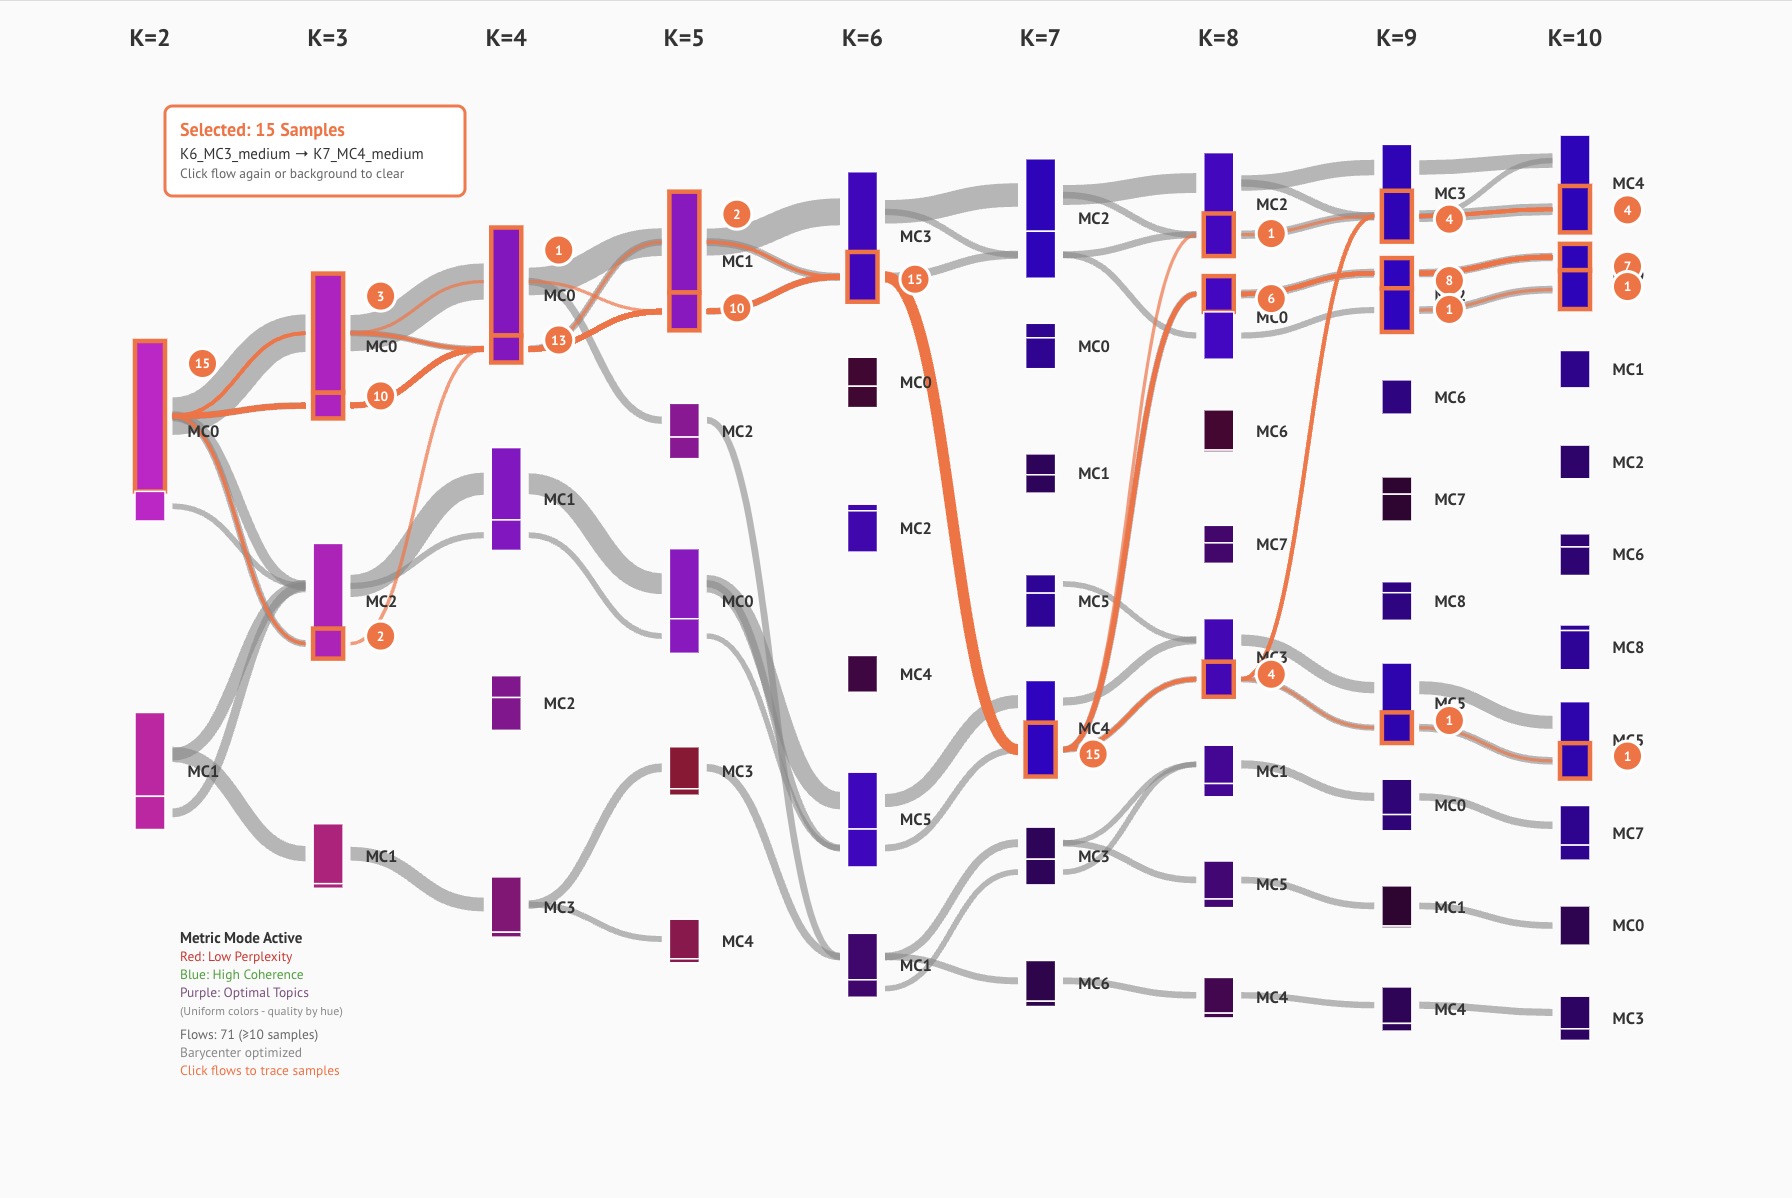 K=2 K=3 K=4 K=5 K=6 K=7 K=8 K=9 K=10
Selected: 15 Samples
K6_MC3_medium → K7_MC4_medium
Click flow again or background to clear
MC0
15
MC1
MC0
3
10
MC2
2
MC1
MC0
1
13
MC1
MC2
MC3
MC1
2
10
MC2
MC0
MC3
MC4
MC3
15
MC0
MC2
MC4
MC5
MC1
MC2
MC0
MC1
MC5
MC4
15
MC3
MC6
MC2
1
6
MC0
MC6
MC7
MC3
4
MC1
MC5
MC4
MC3
4
8
1
MC6
MC7
MC8
MC5
1
MC0
MC1
MC4
MC4
4
7
1
MC1
MC2
MC6
MC8
MC5
1
MC7
MC0
MC3
Metric Mode Active
Red: Low Perplexity
Blue: High Coherence
Purple: Optimal Topics
(Uniform colors - quality by hue)
Flows: 71 (≥10 samples)
Barycenter optimized
Click flows to trace samples